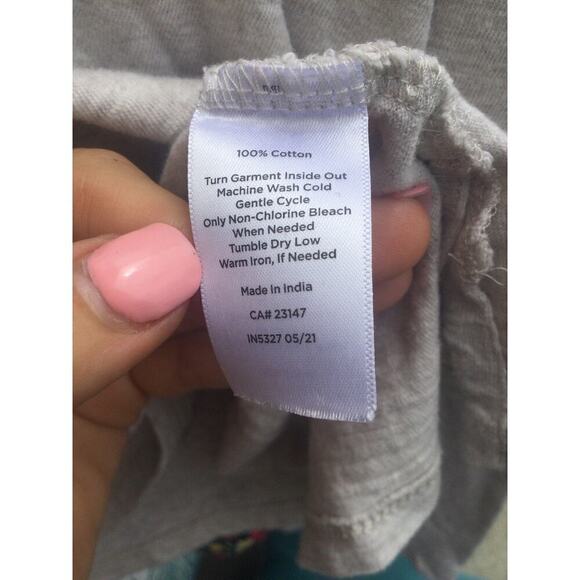 100% Cotton
Turn Garment Inside Out
Machine Wash Cold
Gentle Cycle
Only Non-Chlorine Bleach
When Needed
Tumble Dry Low
Warm Iron, If Needed
Made In India
CA# 23147
IN5327 05/21